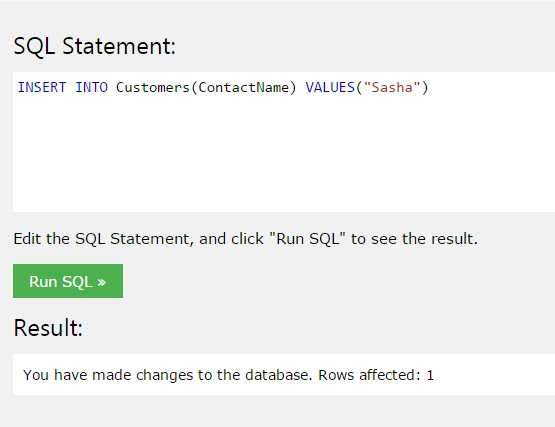 SQL Statement:
INSERT INTO Customers(ContactName) VALUES("Sasha")
Edit the SQL Statement, and click "Run SQL" to see the result.
Run SQL »
Result:
You have made changes to the database. Rows affected: 1